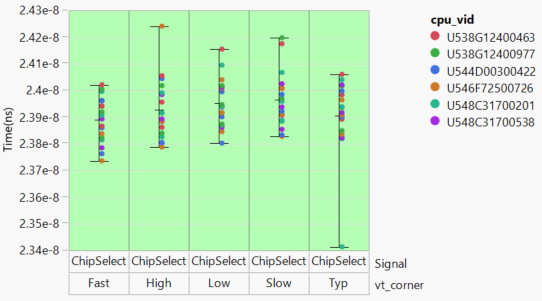 2.43e-8
2.42e-8
2.41e-8
2.4e-8
2.39e-8
2.38e-8
2.37e-8
2.36e-8
2.35e-8
2.34e-8
Time(ns)
ChipSelect ChipSelect ChipSelect ChipSelect ChipSelect Signal
Fast High Low Slow Typ vt_corner
cpu_vid
U538G12400463
U538G12400977
U544D00300422
U546F72500726
U548C31700201
U548C31700538